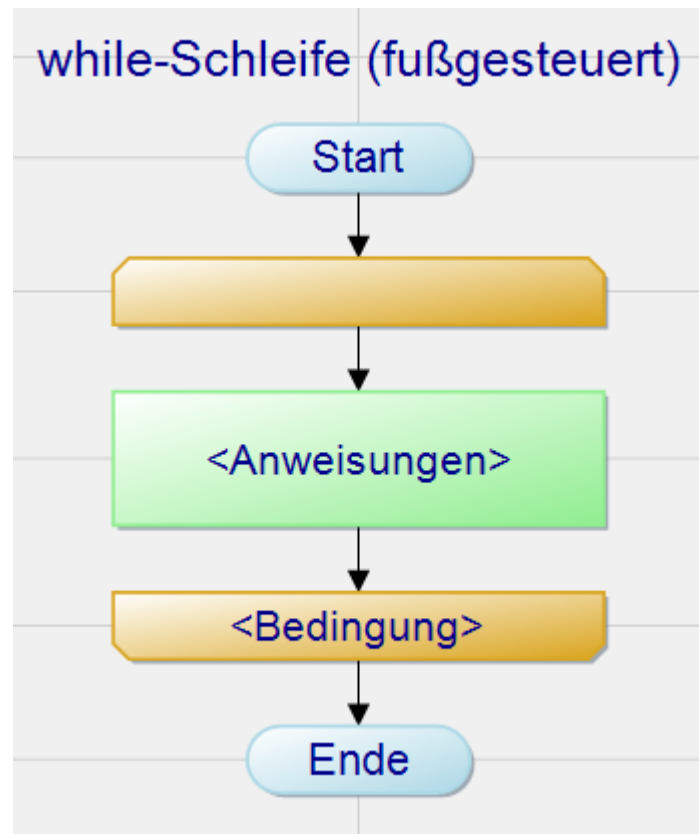 while-Schleife (fußgesteuert)
Start
<Anweisungen>
<Bedingung>
Ende